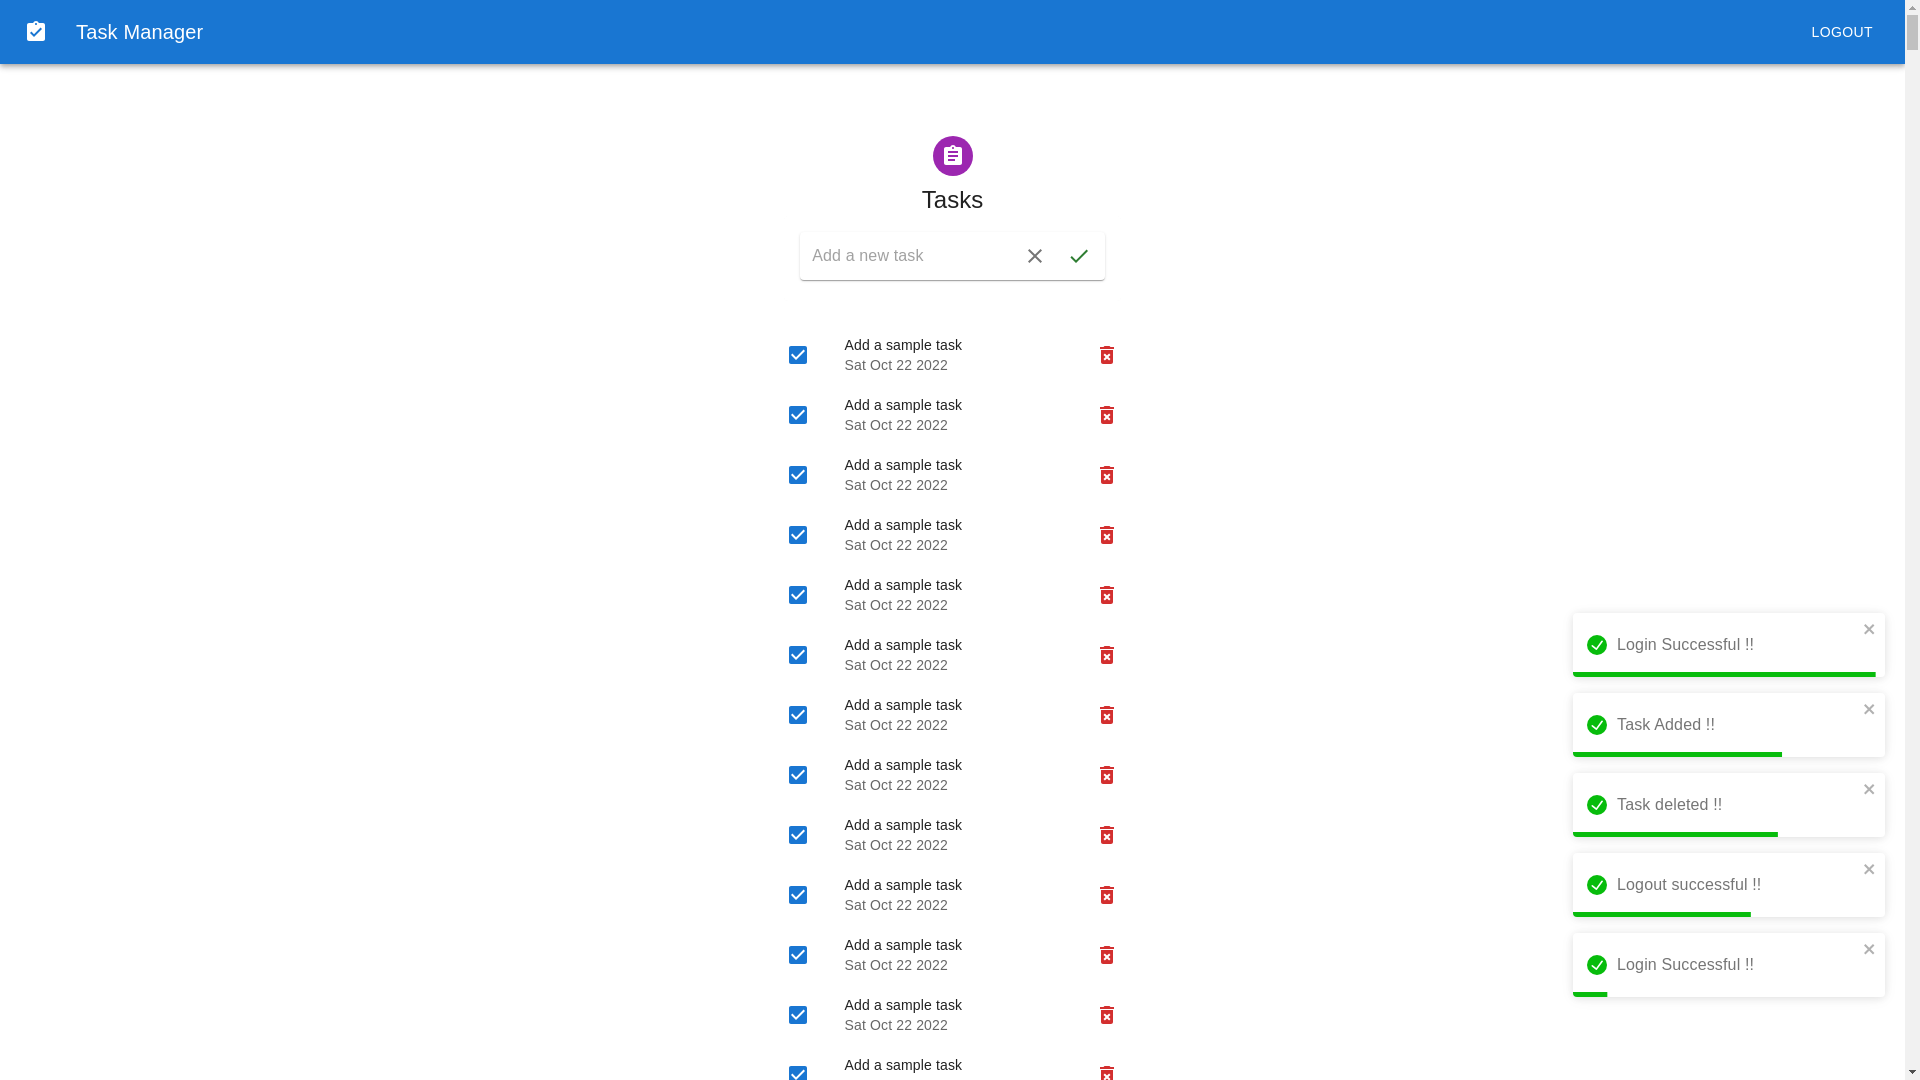 Task Manager
LOGOUT
Tasks
Add a new task
Add a sample task
Sat Oct 22 2022
Add a sample task
Sat Oct 22 2022
Add a sample task
Sat Oct 22 2022
Add a sample task
Sat Oct 22 2022
Add a sample task
Sat Oct 22 2022
Add a sample task
Sat Oct 22 2022
Add a sample task
Sat Oct 22 2022
Add a sample task
Sat Oct 22 2022
Add a sample task
Sat Oct 22 2022
Add a sample task
Sat Oct 22 2022
Add a sample task
Sat Oct 22 2022
Add a sample task
Sat Oct 22 2022
Add a sample task
Login Successful !!
Task Added !!
Task deleted !!
Logout successful !!
Login Successful !!